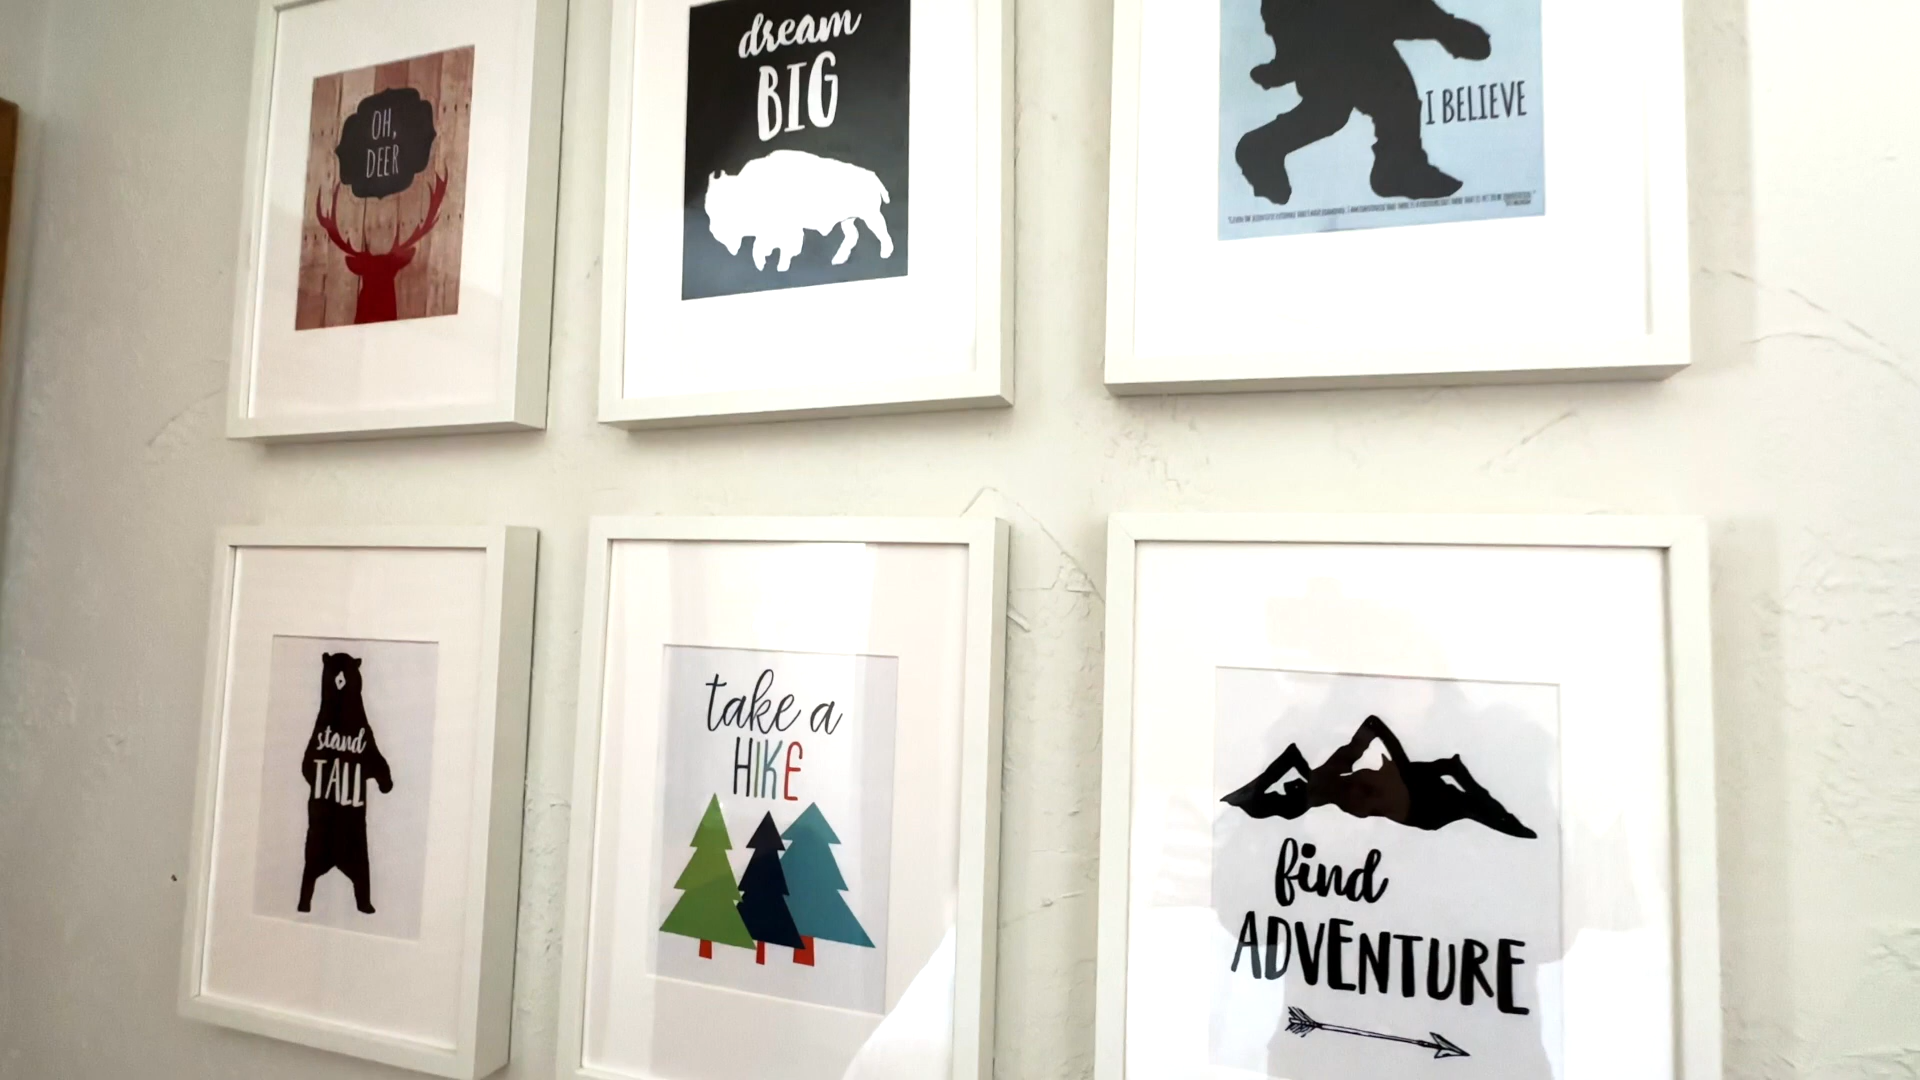 OH,
DEER
dream
BIG
I BELIEVE
stand
TALL
take a
HIKE
find
ADVENTURE